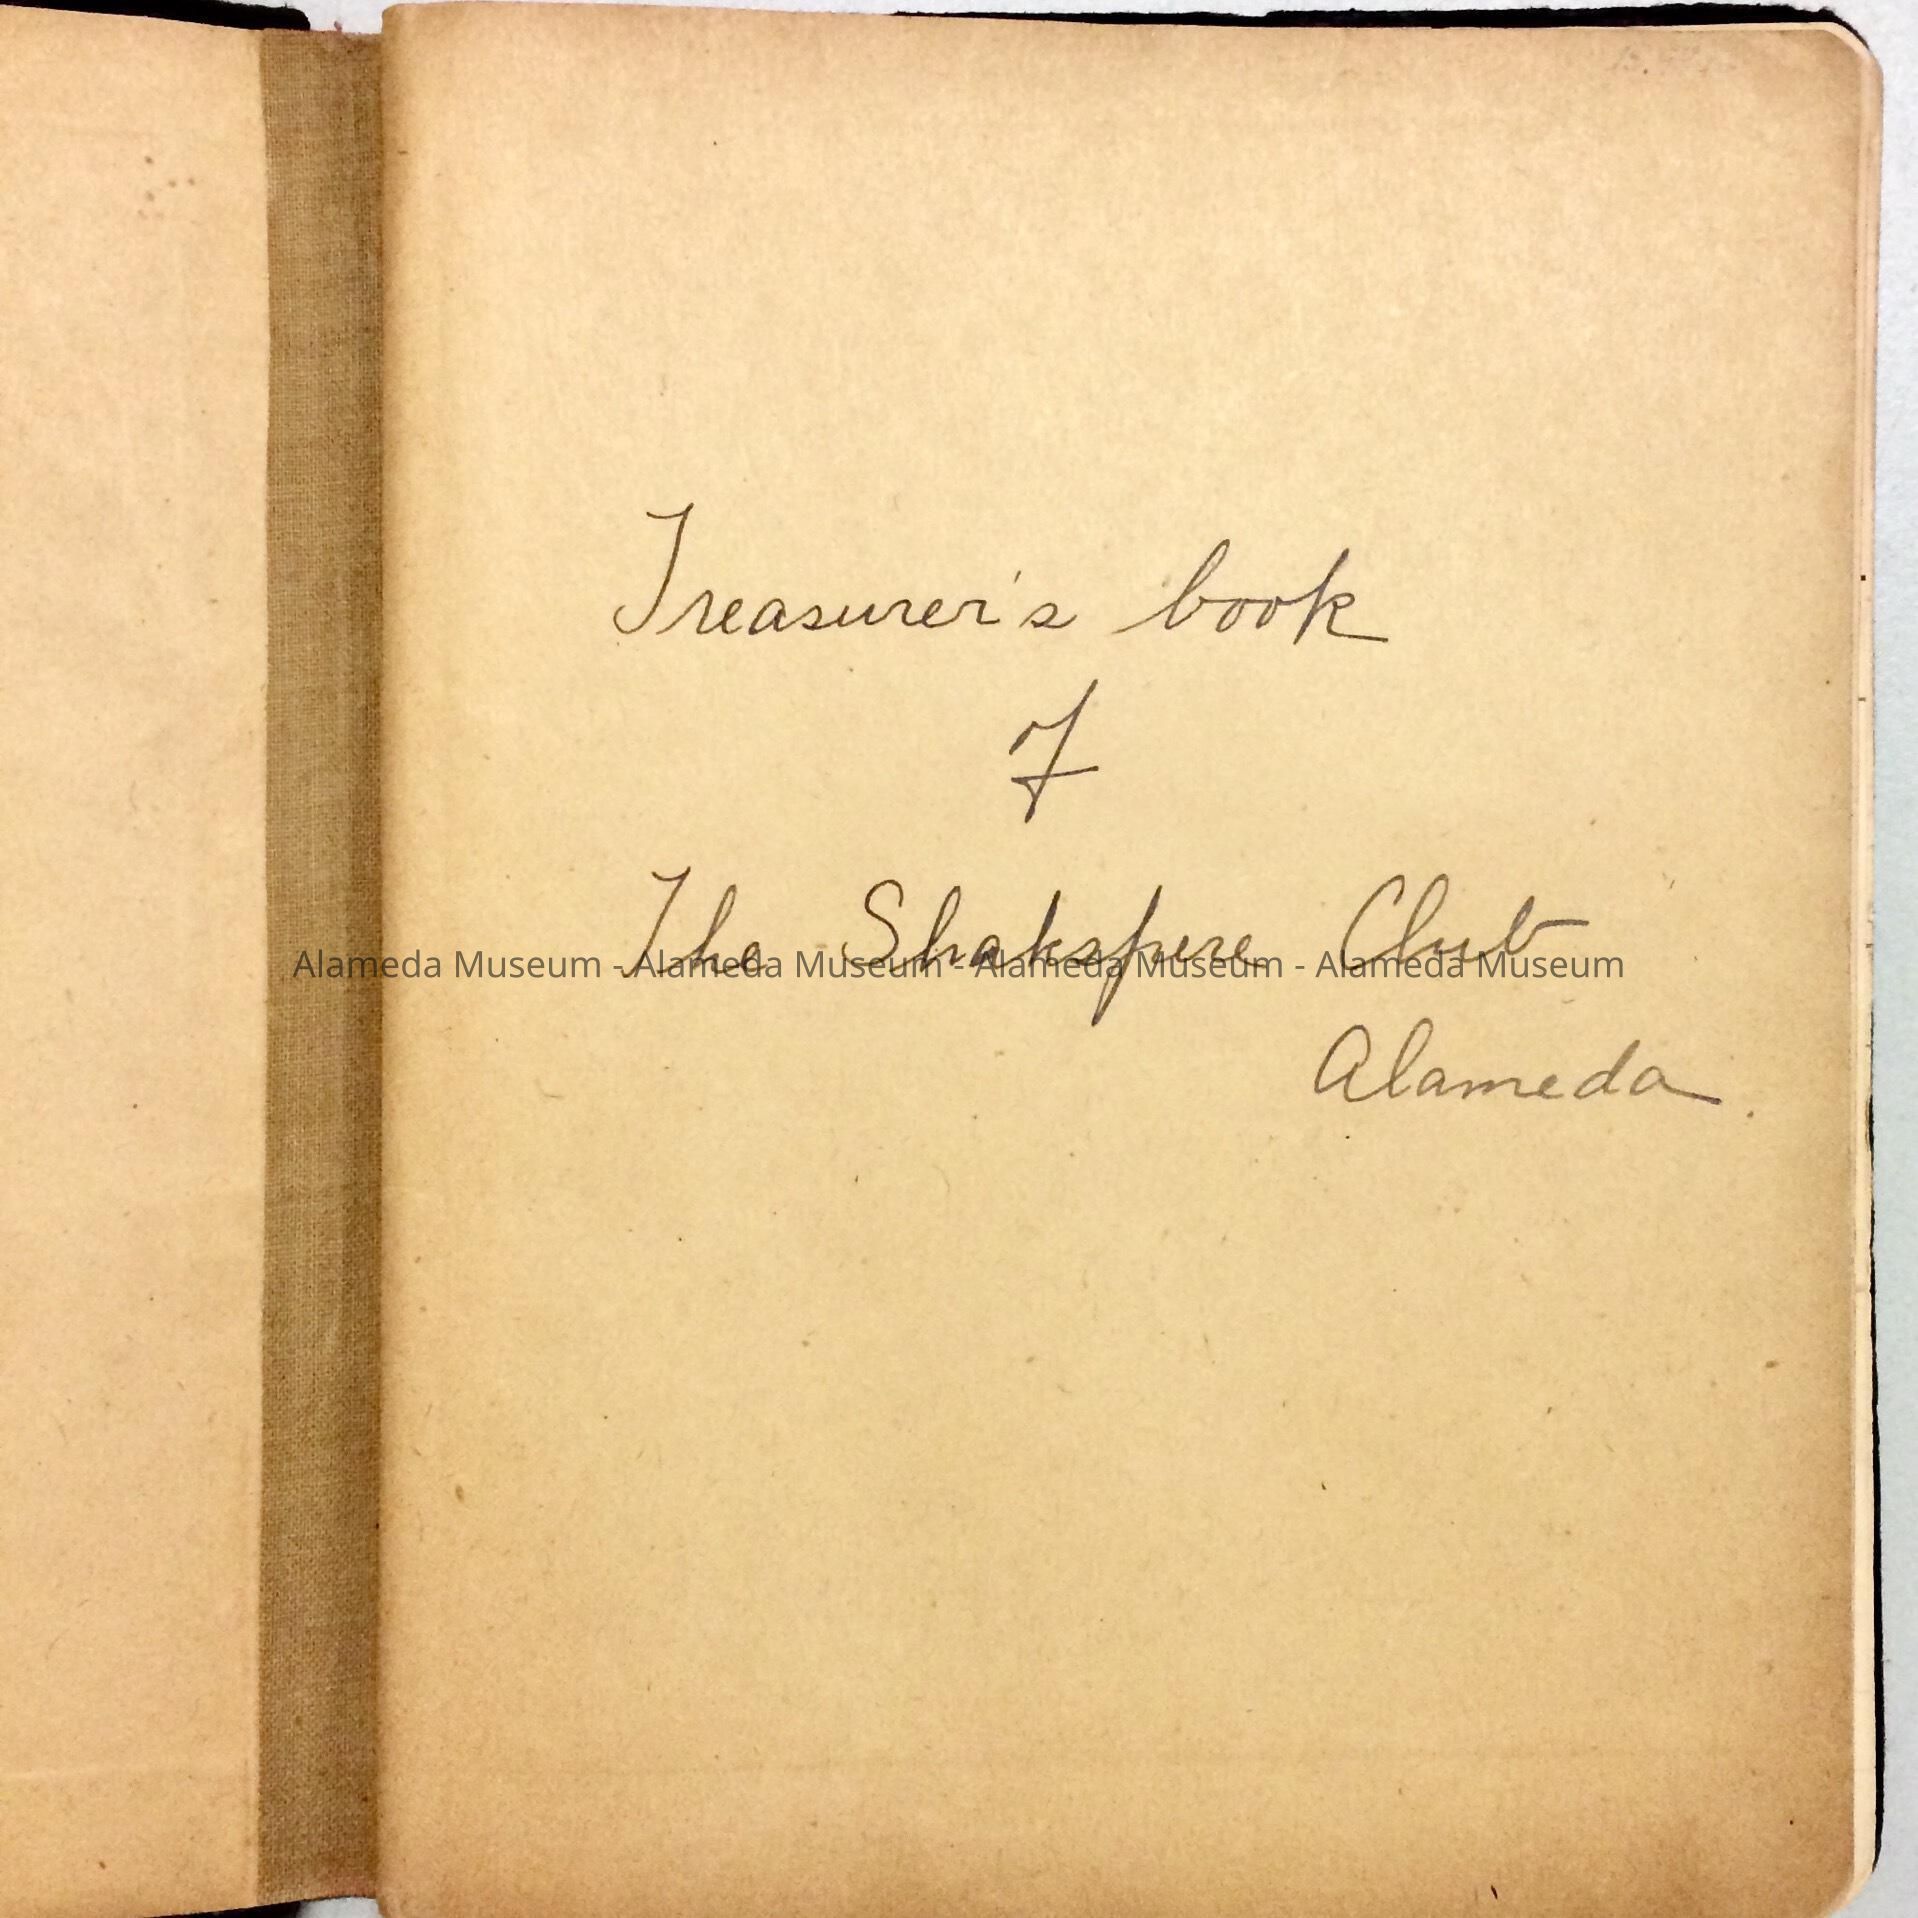 Treasurer's book
of
The Shakspere Club
Alameda Museum - Alameda Museum - Alameda Museum - Alameda Museum
Alameda.